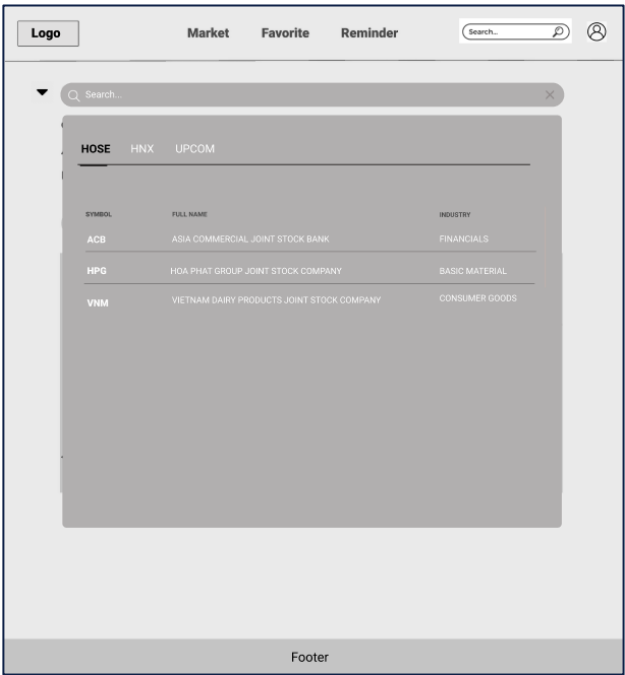 Logo
Market Favorite Reminder
Search...
Search...
HOSE HNX UPCOM
SYMBOL FULL NAME INDUSTRY
ACB ASIA COMMERCIAL JOINT STOCK BANK FINANCIALS
HPG HOA PHAT GROUP JOINT STOCK COMPANY BASIC MATERIAL
VNM VIETNAM DAIRY PRODUCTS JOINT STOCK COMPANY CONSUMER GOODS
Footer